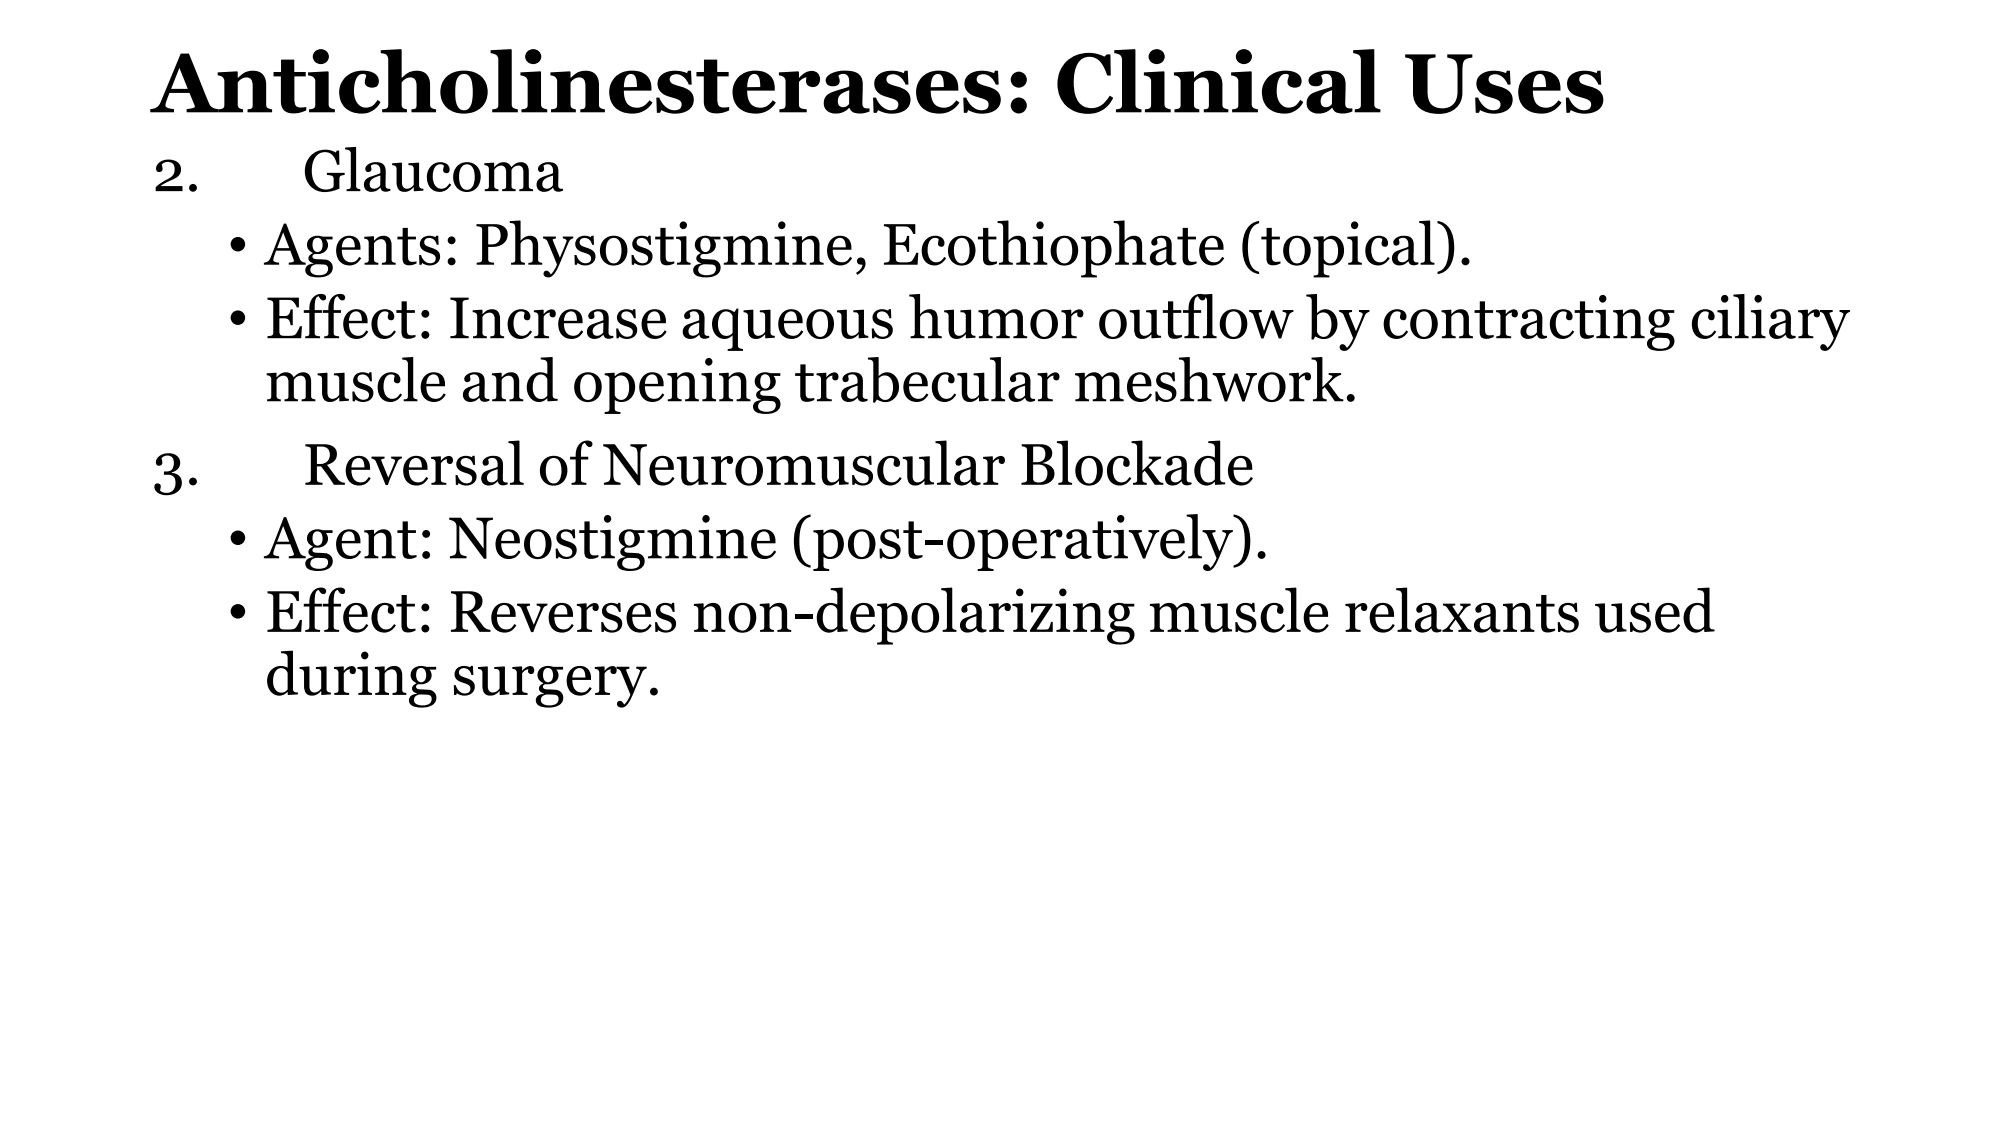 Anticholinesterases: Clinical Uses
2. Glaucoma
• Agents: Physostigmine, Ecothiophate (topical).
• Effect: Increase aqueous humor outflow by contracting ciliary
muscle and opening trabecular meshwork.
3. Reversal of Neuromuscular Blockade
• Agent: Neostigmine (post-operatively).
• Effect: Reverses non-depolarizing muscle relaxants used
during surgery.